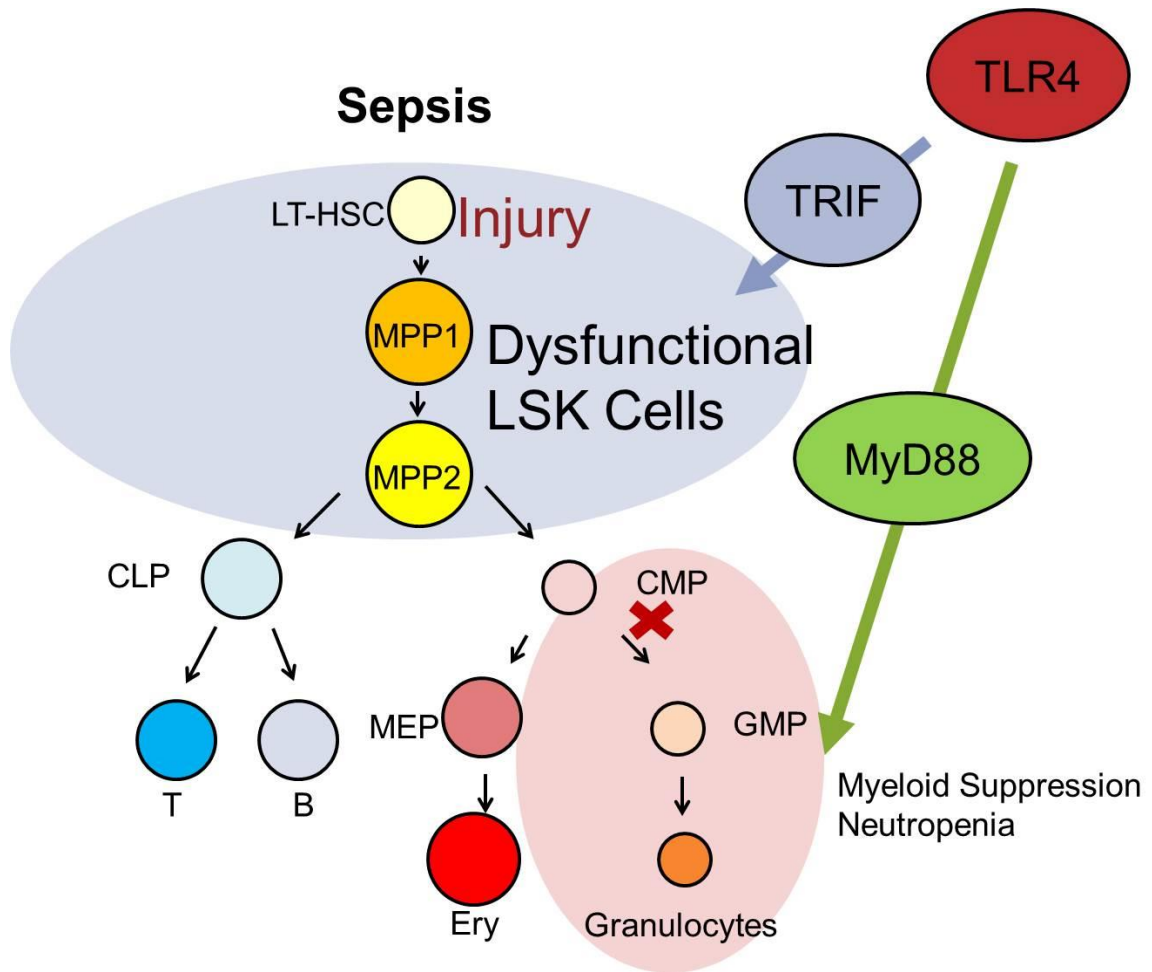 TLR4
Sepsis
TRIF
LT-HSC
Injury
MPP1
Dysfunctional
LSK Cells
MyD88
MPP2
CLP
CMP
MEP
GMP
T
B
Myeloid Suppression
Neutropenia
Ery
Granulocytes